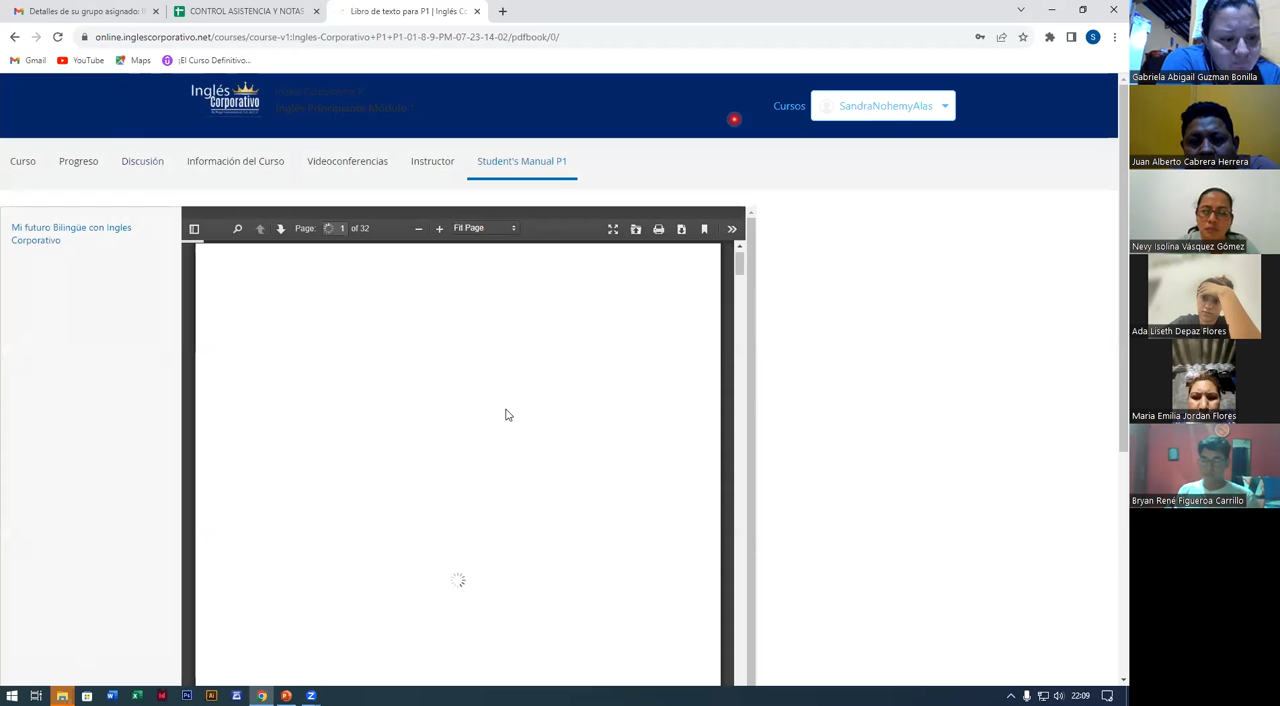 Detalles de su grupo asignado: I
CONTROL ASISTENCIA Y NOTAS
Libro de texto para P1 | Inglés C
online.inglescorporativo.net/courses/course-v1:Ingles-Corporativo+P1+P1-01-8-9-PM-07-23-14-02/pdfbook/0/
Gmail
YouTube
Maps
¡El Curso Definitivo...
Inglés
Corporativo
Inglés Principiante Módulo 1
Cursos
SandraNohemyAlas
Curso
Progreso
Discusión
Información del Curso
Videoconferencias
Instructor
Student's Manual P1
Mi futuro Bilingüe con Ingles
Corporativo
Page:
1
of 32
Fit Page
Gabriela Abigail Guzman Bonilla
Juan Alberto Cabrera Herrera
Nevy Isolina Vásquez Gómez
Ada Liseth Depaz Flores
Maria Emilia Jordan Flores
Bryan René Figueroa Carrillo
22:09